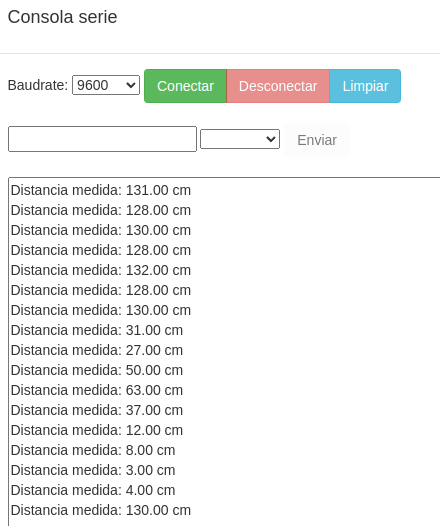 Consola serie
Baudrate: 9600 Conectar Desconectar Limpiar
Enviar
Distancia medida: 131.00 cm
Distancia medida: 128.00 cm
Distancia medida: 130.00 cm
Distancia medida: 128.00 cm
Distancia medida: 132.00 cm
Distancia medida: 128.00 cm
Distancia medida: 130.00 cm
Distancia medida: 31.00 cm
Distancia medida: 27.00 cm
Distancia medida: 50.00 cm
Distancia medida: 63.00 cm
Distancia medida: 37.00 cm
Distancia medida: 12.00 cm
Distancia medida: 8.00 cm
Distancia medida: 3.00 cm
Distancia medida: 4.00 cm
Distancia medida: 130.00 cm